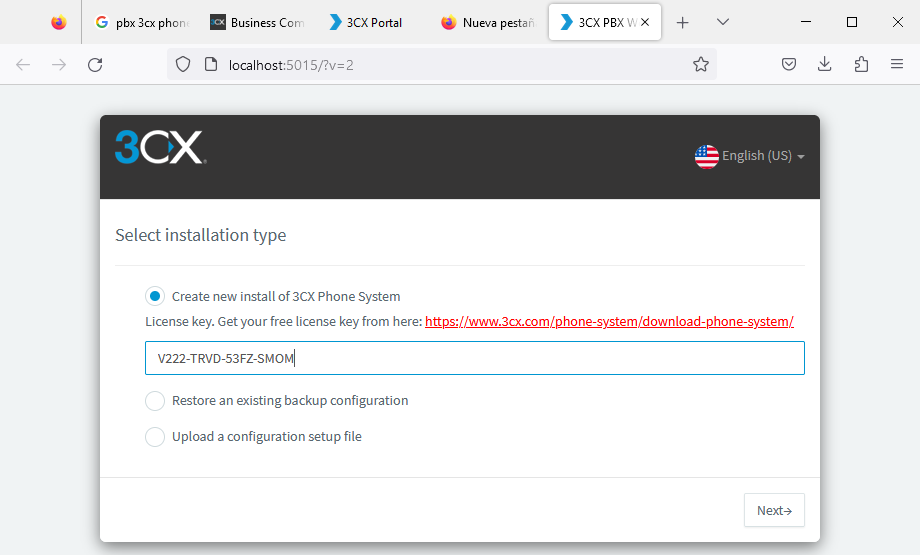 pbx 3cx phon
Business Com
3CX Portal
Nueva pestañ
3CX PBX W
localhost:5015/?v=2
3CX
English (US)
Select installation type
Create new install of 3CX Phone System
License key. Get your free license key from here: https://www.3cx.com/phone-system/download-phone-system/
V222-TRVD-53FZ-SMOM
Restore an existing backup configuration
Upload a configuration setup file
Next→